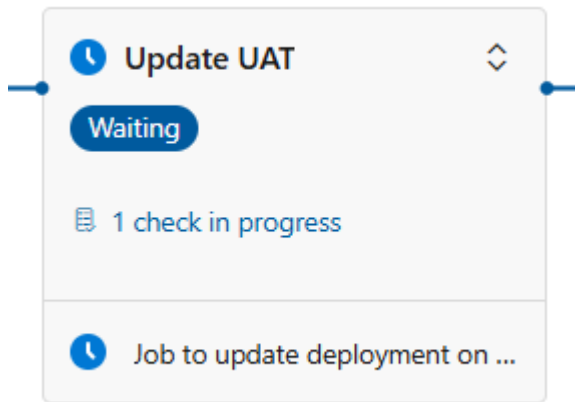 Update UAT
Waiting
1 check in progress
Job to update deployment on ...